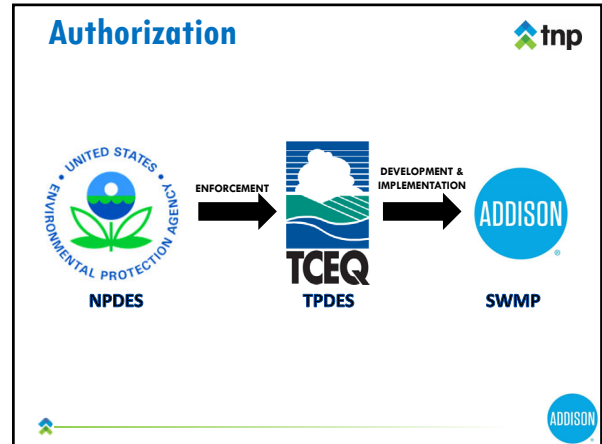 Authorization
tnp
UNITED STATES
ENVIRONMENTAL PROTECTION AGENCY
ENFORCEMENT
DEVELOPMENT &
IMPLEMENTATION
ADDISON
®
TCEQ
NPDES
TPDES
SWMP
ADDISON
®